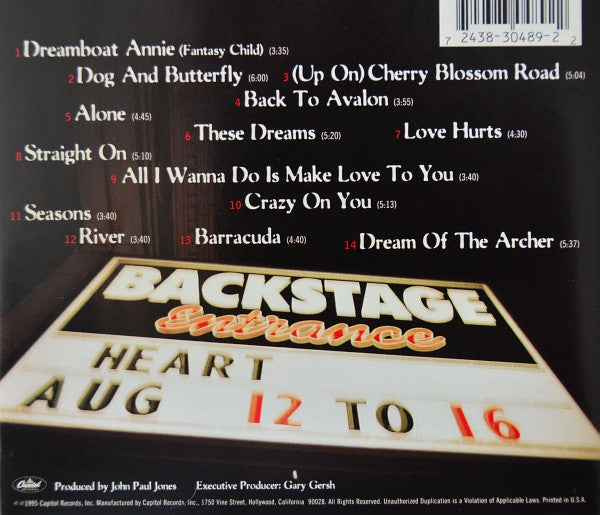 7 24383-0489-2 2
1 Dreamboat Annie (Fantasy Child) (3:35)
2 Dog And Butterfly (6:00) 3 (Up On) Cherry Blossom Road (5:04)
4 Back To Avalon (3:55)
5 Alone (4:45)
6 These Dreams (5:20) 7 Love Hurts (4:30)
8 Straight On (5:10)
9 All I Wanna Do Is Make Love To You (3:40)
10 Crazy On You (5:13)
11 Seasons (3:40)
12 River (3:40) 13 Barracuda (4:40) 14 Dream Of The Archer (5:37)
BACKSTAGE
entrance
HEART
AUG 12 TO 16
Capitol
Produced by John Paul Jones Executive Producer: Gary Gersh
℗ ©1995 Capitol Records, Inc. Manufactured by Capitol Records, Inc., 1750 Vine Street, Hollywood, California 90028. All Rights Reserved. Unauthorized Duplication is a Violation of Applicable Laws. Printed in U.S.A.